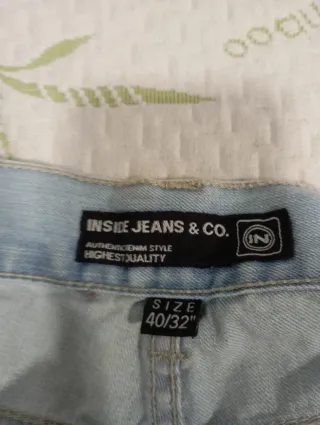 INSIDE JEANS & CO.
IN
AUTHENTIC DENIM STYLE
HIGHEST QUALITY
SIZE
40/32"